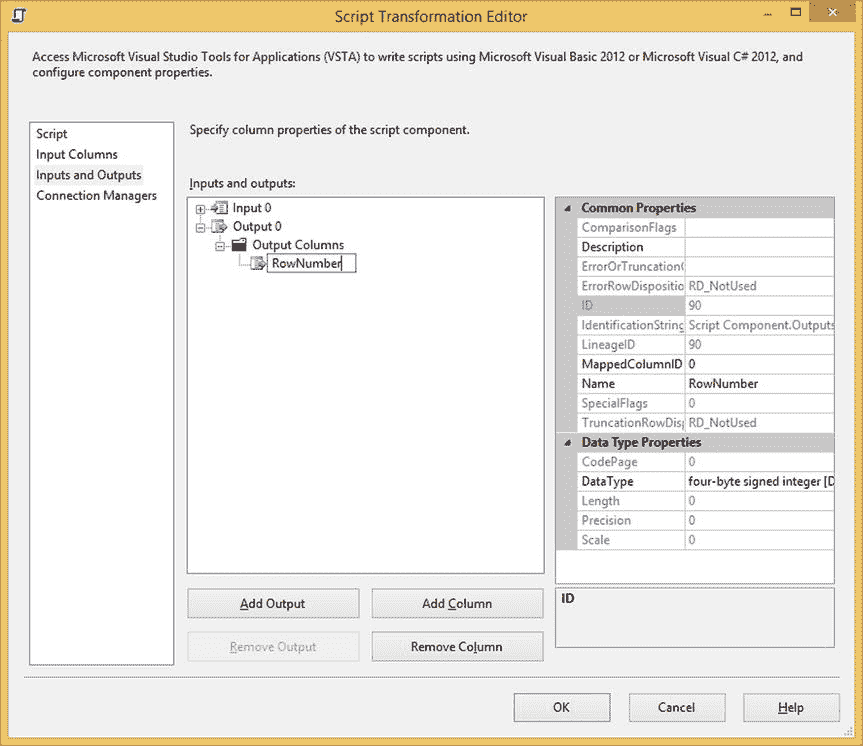 Script Transformation Editor
Access Microsoft Visual Studio Tools for Applications (VSTA) to write scripts using Microsoft Visual Basic 2012 or Microsoft Visual C# 2012, and
configure component properties.
Script
Input Columns
Inputs and Outputs
Connection Managers
Specify column properties of the script component.
Inputs and outputs:
Input 0
Output 0
Output Columns
RowNumber
Common Properties
ComparisonFlags
Description
ErrorOrTruncationO
ErrorRowDispositio RD_NotUsed
ID 90
IdentificationString Script Component.Outputs
LineageID 90
MappedColumnID 0
Name RowNumber
SpecialFlags 0
TruncationRowDisp RD_NotUsed
Data Type Properties
CodePage 0
DataType four-byte signed integer [D
Length 0
Precision 0
Scale 0
Add Output
Add Column
Remove Output
Remove Column
ID
OK
Cancel
Help